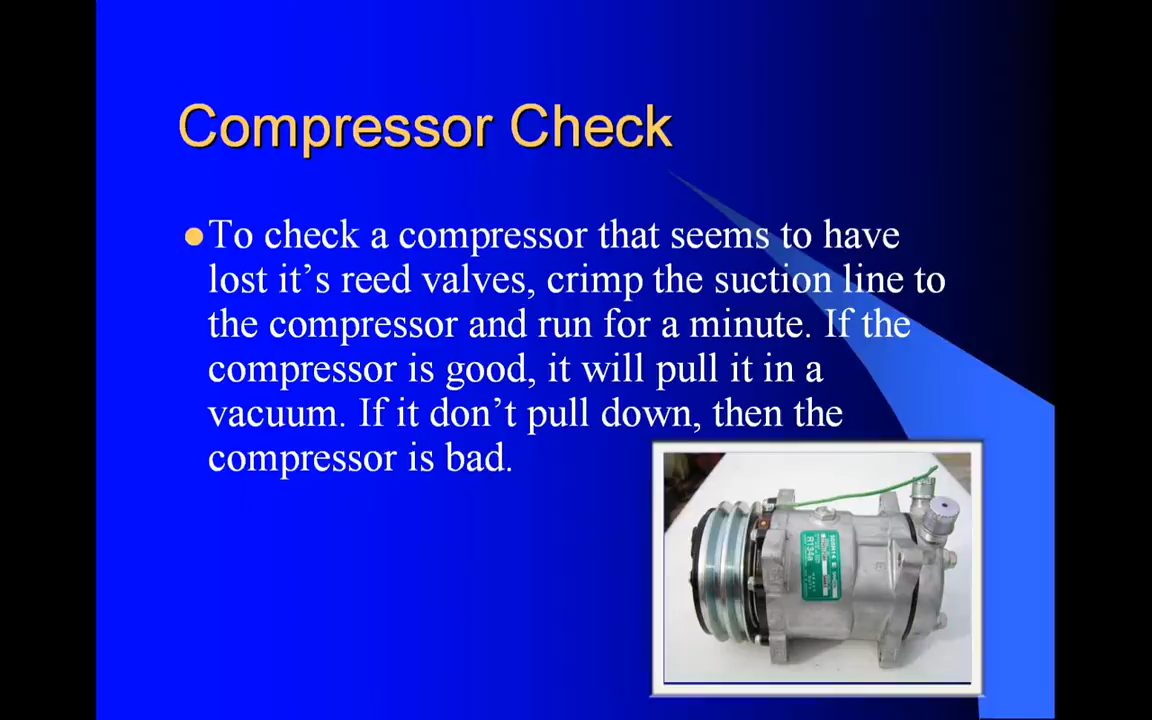 Compressor Check
To check a compressor that seems to have
lost it's reed valves, crimp the suction line to
the compressor and run for a minute. If the
compressor is good, it will pull it in a
vacuum. If it don't pull down, then the
compressor is bad.
R134a